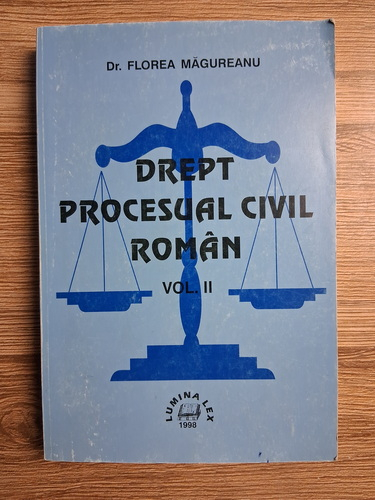 Dr. FLOREA MĂGUREANU
DREPT
PROCESUAL CIVIL
ROMÂN
VOL. II
LUMINA LEX
1998